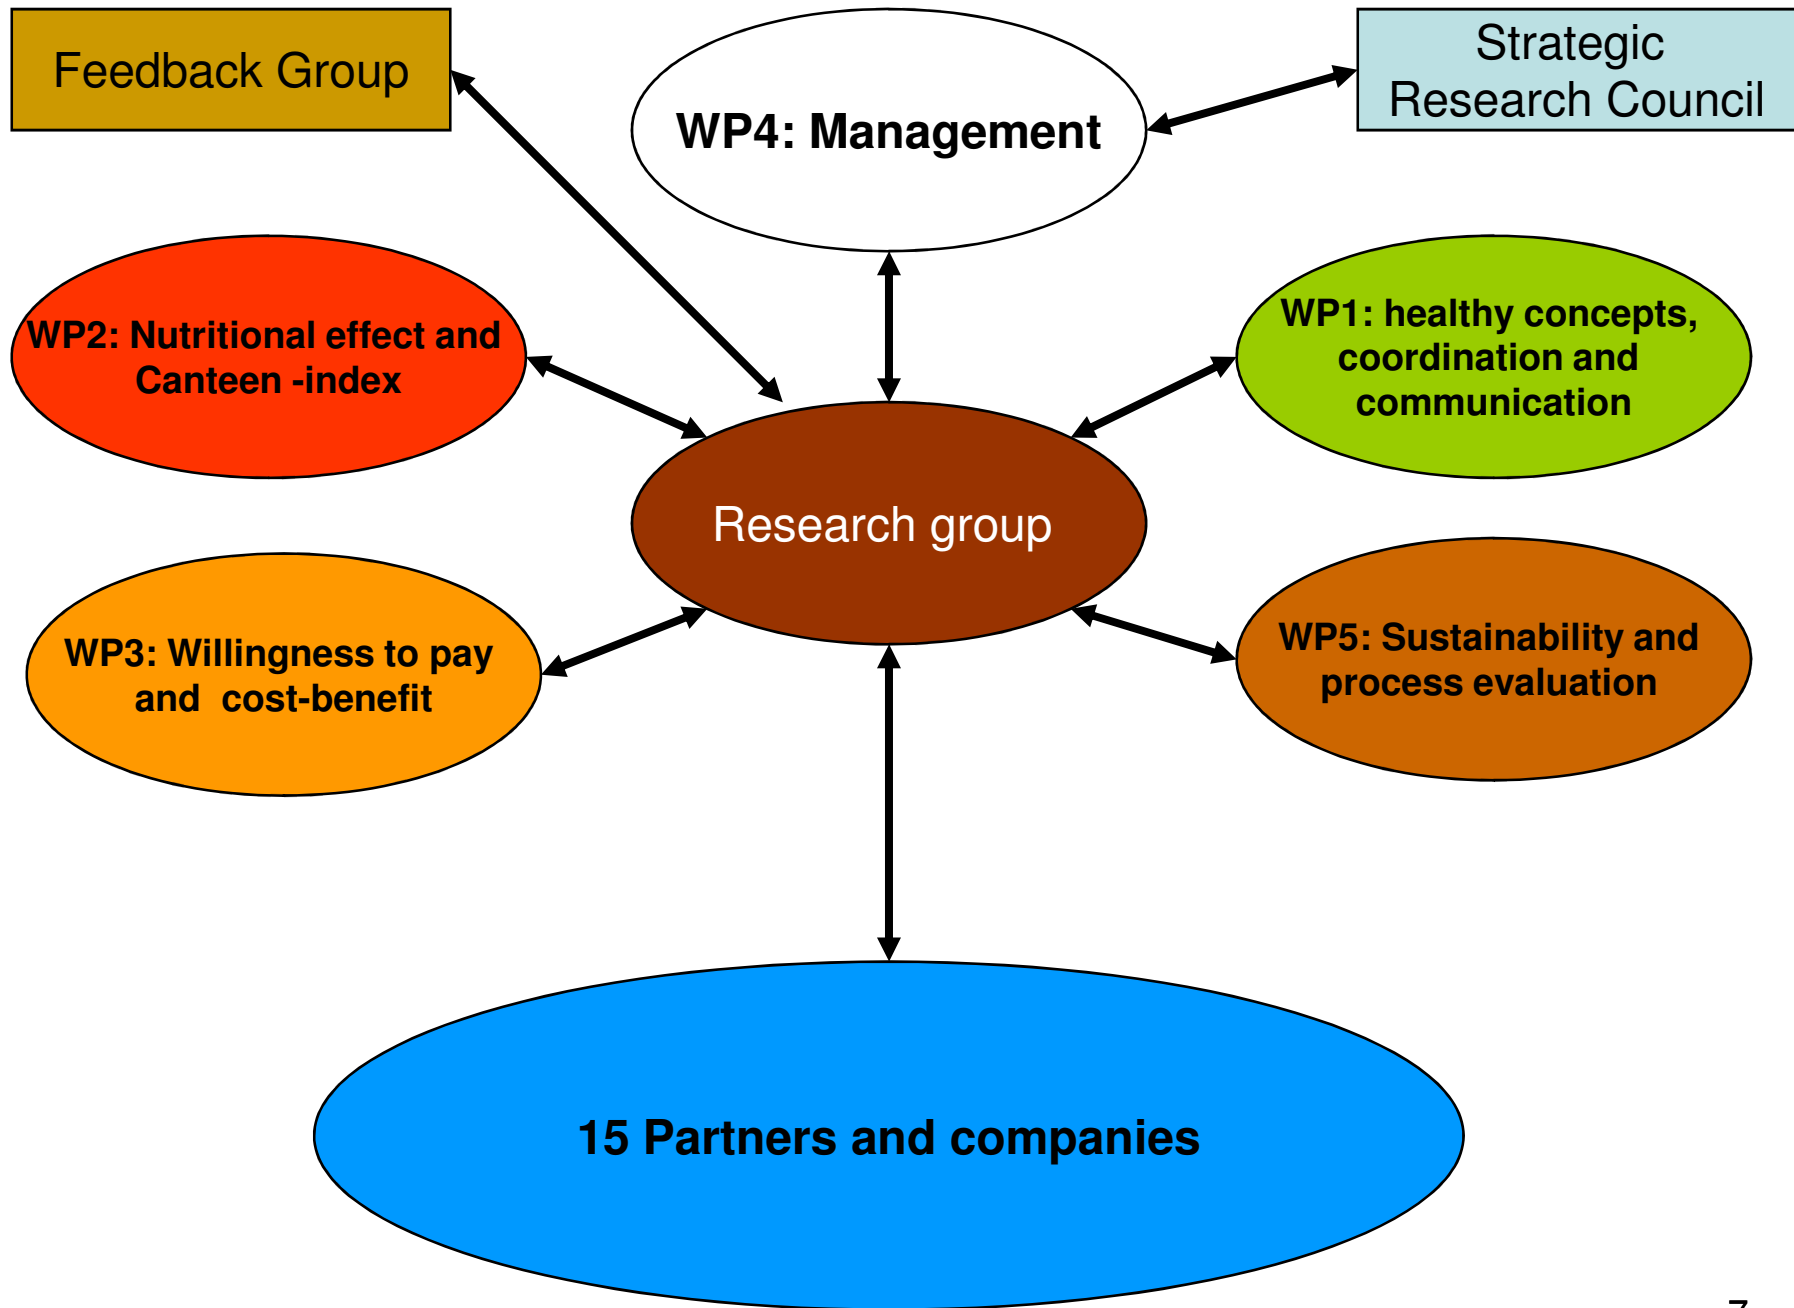 Feedback Group
WP4: Management
Strategic
Research Council
WP2: Nutritional effect and
Canteen -index
WP1: healthy concepts,
coordination and
communication
Research group
WP3: Willingness to pay
and  cost-benefit
WP5: Sustainability and
process evaluation
15 Partners and companies
7